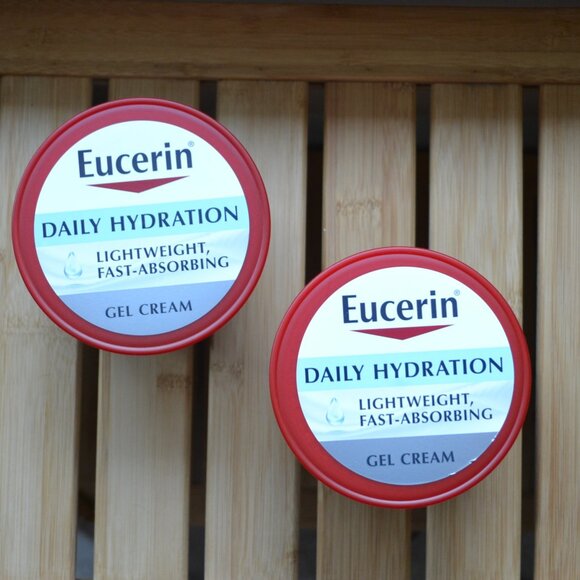 Eucerin®
DAILY HYDRATION
LIGHTWEIGHT,
FAST-ABSORBING
GEL CREAM
Eucerin®
DAILY HYDRATION
LIGHTWEIGHT,
FAST-ABSORBING
GEL CREAM